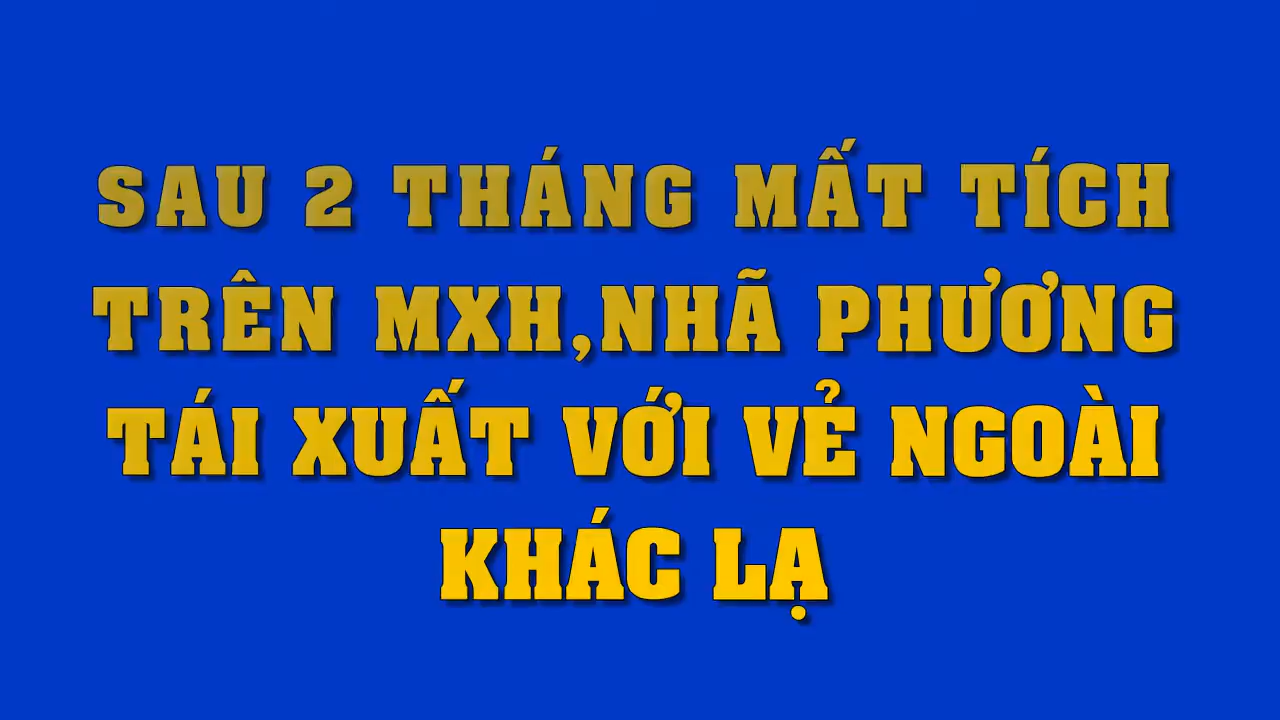 SAU 2 THÁNG MẤT TÍCH
TRÊN MXH,NHÃ PHƯƠNG
TÁI XUẤT VỚI VẺ NGOÀI
KHÁC LẠ